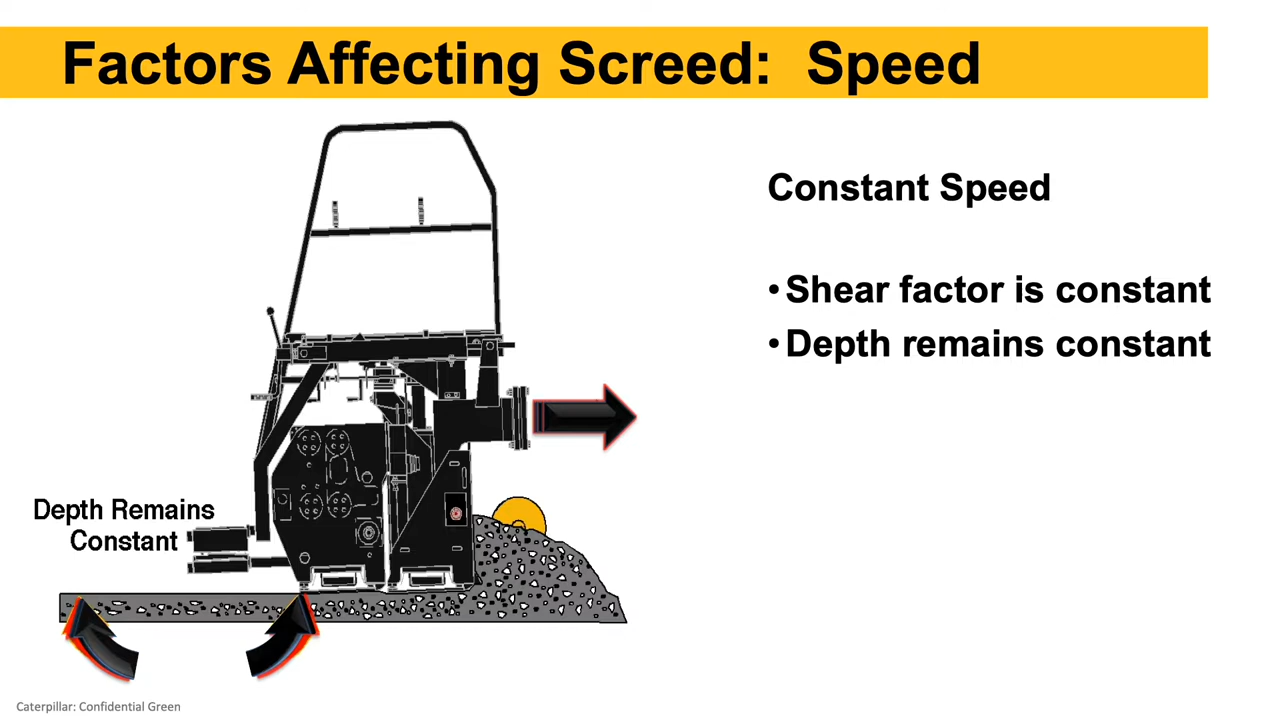 Factors Affecting Screed: Speed
Constant Speed
•Shear factor is constant
•Depth remains constant
Depth Remains
Constant
Caterpillar: Confidential Green